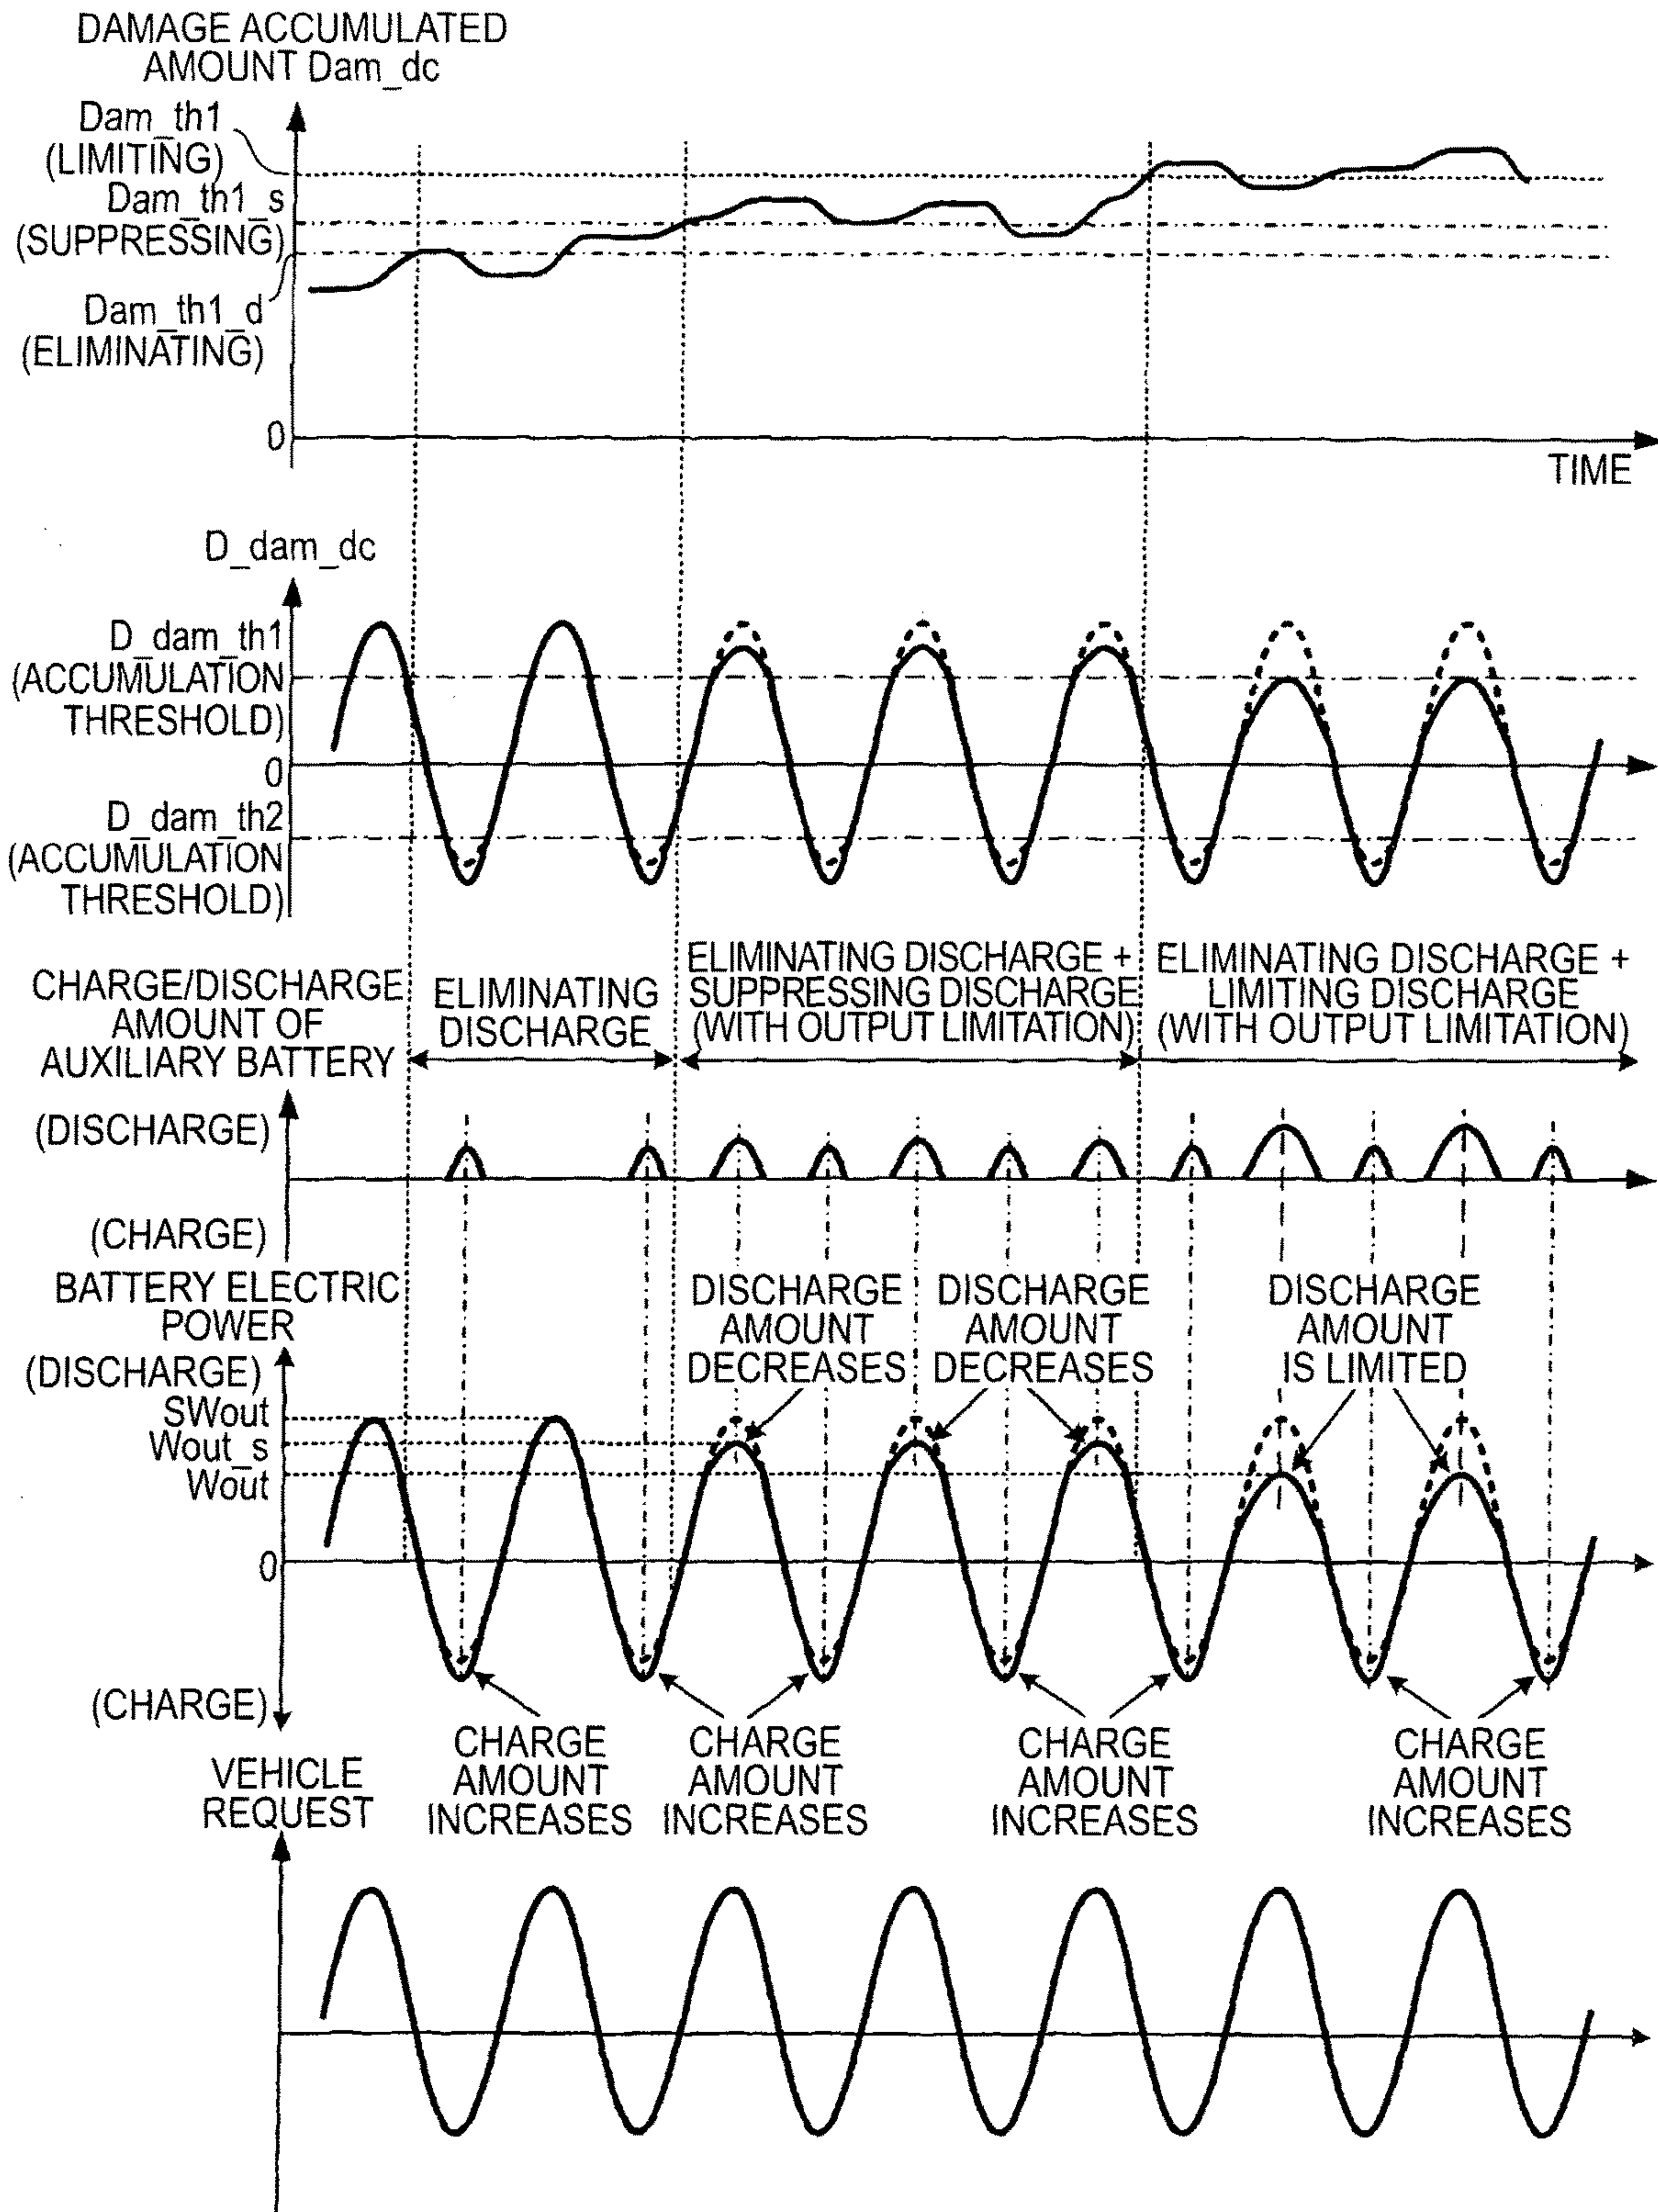 DAMAGE ACCUMULATED
AMOUNT Dam_dc
Dam_th1
(LIMITING)
Dam_th1_s
(SUPPRESSING)
Dam_th1_d
(ELIMINATING)
0
TIME
D_dam_dc
D_dam_th1
(ACCUMULATION
THRESHOLD)
0
D_dam_th2
(ACCUMULATION
THRESHOLD)
CHARGE/DISCHARGE
AMOUNT OF
AUXILIARY BATTERY
ELIMINATING
DISCHARGE
ELIMINATING DISCHARGE +
SUPPRESSING DISCHARGE
(WITH OUTPUT LIMITATION)
ELIMINATING DISCHARGE +
LIMITING DISCHARGE
(WITH OUTPUT LIMITATION)
(DISCHARGE)
(CHARGE)
BATTERY ELECTRIC
POWER
(DISCHARGE)
SWout
Wout_s
Wout
0
(CHARGE)
DISCHARGE
AMOUNT
DECREASES
DISCHARGE
AMOUNT
DECREASES
DISCHARGE
AMOUNT
IS LIMITED
CHARGE
AMOUNT
INCREASES
CHARGE
AMOUNT
INCREASES
CHARGE
AMOUNT
INCREASES
CHARGE
AMOUNT
INCREASES
VEHICLE
REQUEST